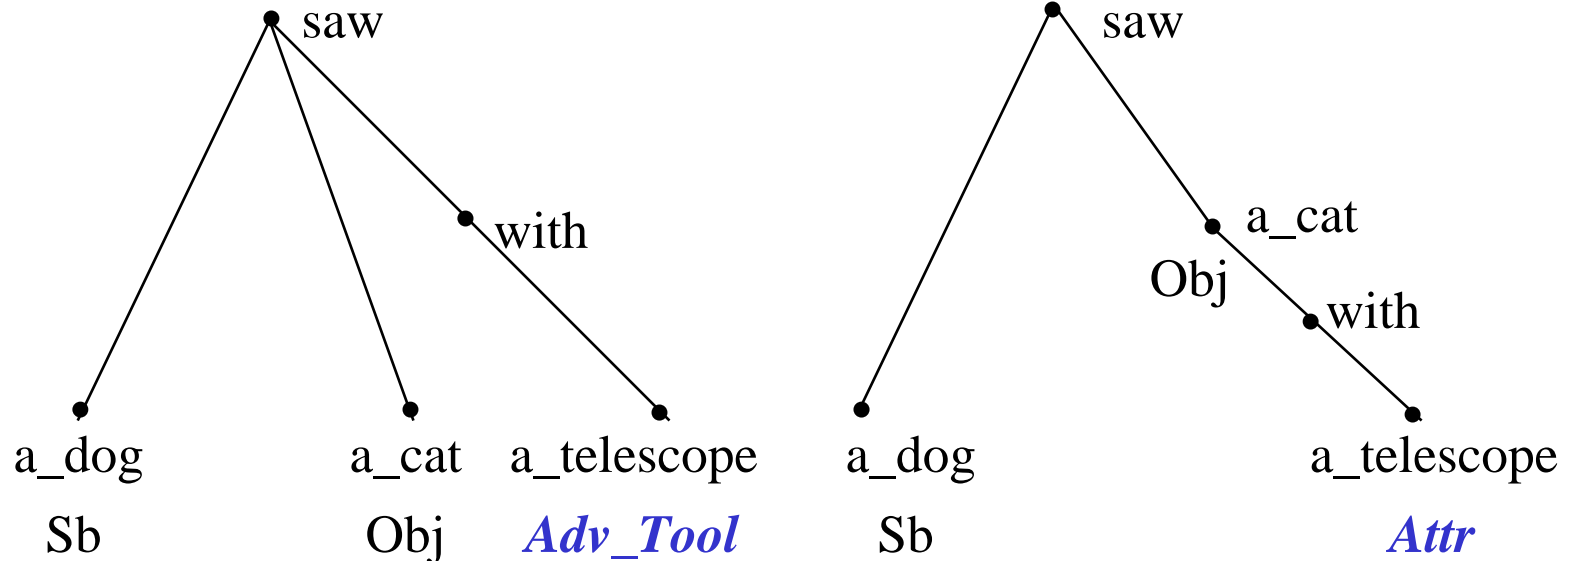 saw
with
a_dog a_cat a_telescope
Sb Obj Adv_Tool
saw
a_cat
Obj
with
a_dog a_telescope
Sb Attr